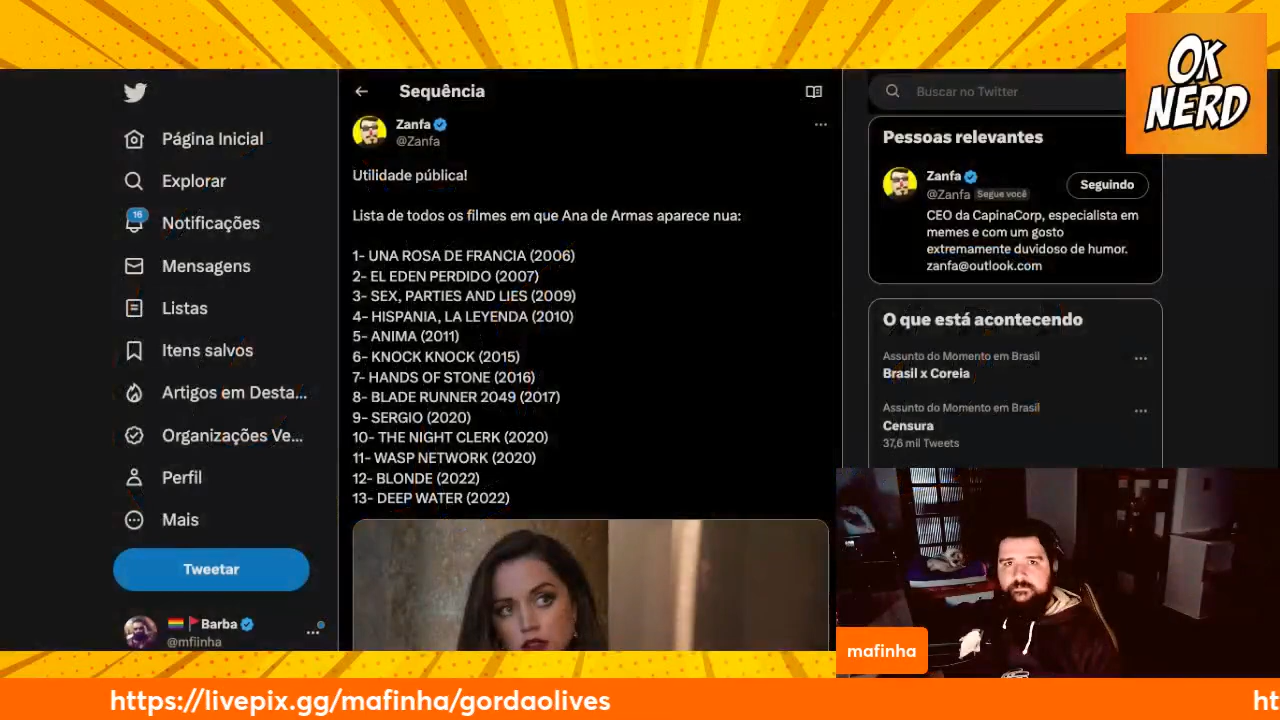 OK
NERD
Página Inicial
Explorar
16
Notificações
Mensagens
Listas
Itens salvos
Artigos em Desta...
Organizações Ve...
Perfil
Mais
Tweetar
Barba
@mfiinha
Sequência
Zanfa
@Zanfa
Utilidade pública!
Lista de todos os filmes em que Ana de Armas aparece nua:
1- UNA ROSA DE FRANCIA (2006)
2- EL EDEN PERDIDO (2007)
3- SEX, PARTIES AND LIES (2009)
4- HISPANIA, LA LEYENDA (2010)
5- ANIMA (2011)
6- KNOCK KNOCK (2015)
7- HANDS OF STONE (2016)
8- BLADE RUNNER 2049 (2017)
9- SERGIO (2020)
10- THE NIGHT CLERK (2020)
11- WASP NETWORK (2020)
12- BLONDE (2022)
13- DEEP WATER (2022)
Buscar no Twitter
Pessoas relevantes
Zanfa
@Zanfa Segue você
Seguindo
CEO da CapinaCorp, especialista em
memes e com um gosto
extremamente duvidoso de humor.
zanfa@outlook.com
O que está acontecendo
Assunto do Momento em Brasil
Brasil x Coreia
Assunto do Momento em Brasil
Censura
37,6 mil Tweets
mafinha
https://livepix.gg/mafinha/gordaolives
ht